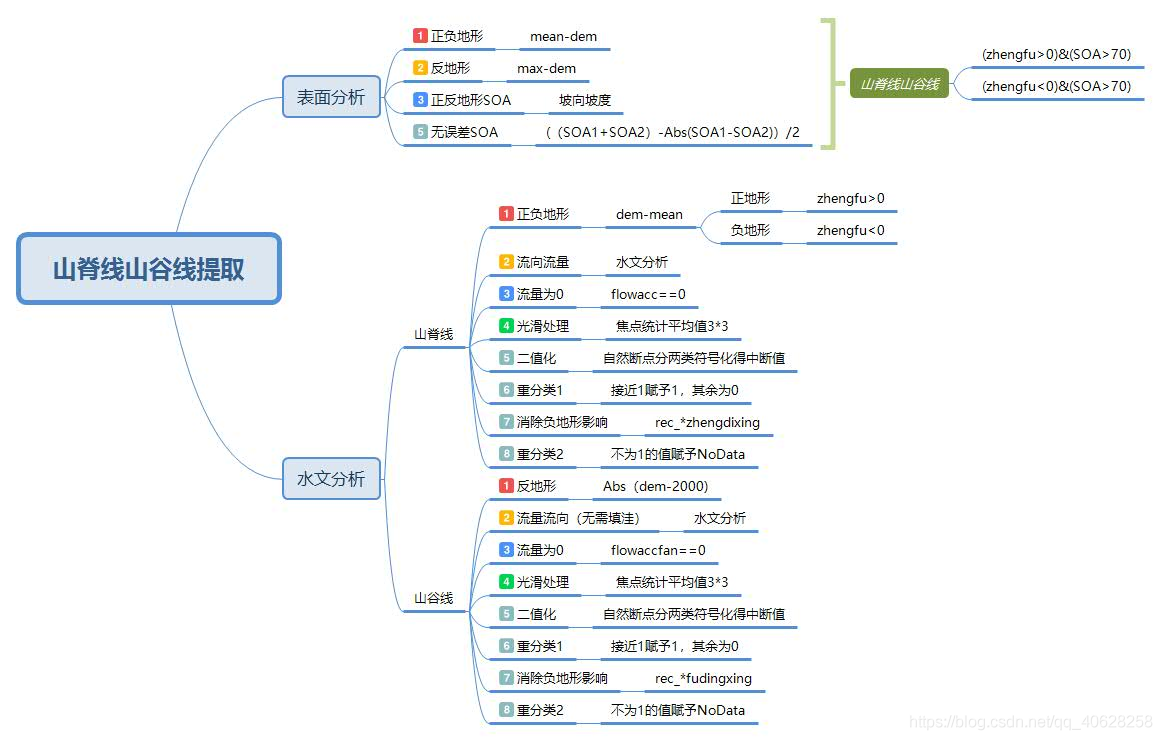 山脊线山谷线提取
表面分析
1 正负地形 mean-dem
2 反地形 max-dem
3 正反地形SOA 坡向坡度
5 无误差SOA （（SOA1+SOA2）-Abs(SOA1-SOA2)）/2
山脊线山谷线
(zhengfu>0)&(SOA>70)
(zhengfu<0)&(SOA>70)
水文分析
山脊线
1 正负地形 dem-mean
正地形 zhengfu>0
负地形 zhengfu<0
2 流向流量 水文分析
3 流量为0 flowacc==0
4 光滑处理 焦点统计平均值3*3
5 二值化 自然断点分两类符号化得中断值
6 重分类1 接近1赋予1，其余为0
7 消除负地形影响 rec_*zhengdixing
8 重分类2 不为1的值赋予NoData
山谷线
1 反地形 Abs（dem-2000)
2 流量流向（无需填洼） 水文分析
3 流量为0 flowaccfan==0
4 光滑处理 焦点统计平均值3*3
5 二值化 自然断点分两类符号化得中断值
6 重分类1 接近1赋予1，其余为0
7 消除负地形影响 rec_*fudingxing
8 重分类2 不为1的值赋予NoData
https://blog.csdn.net/qq_40628258